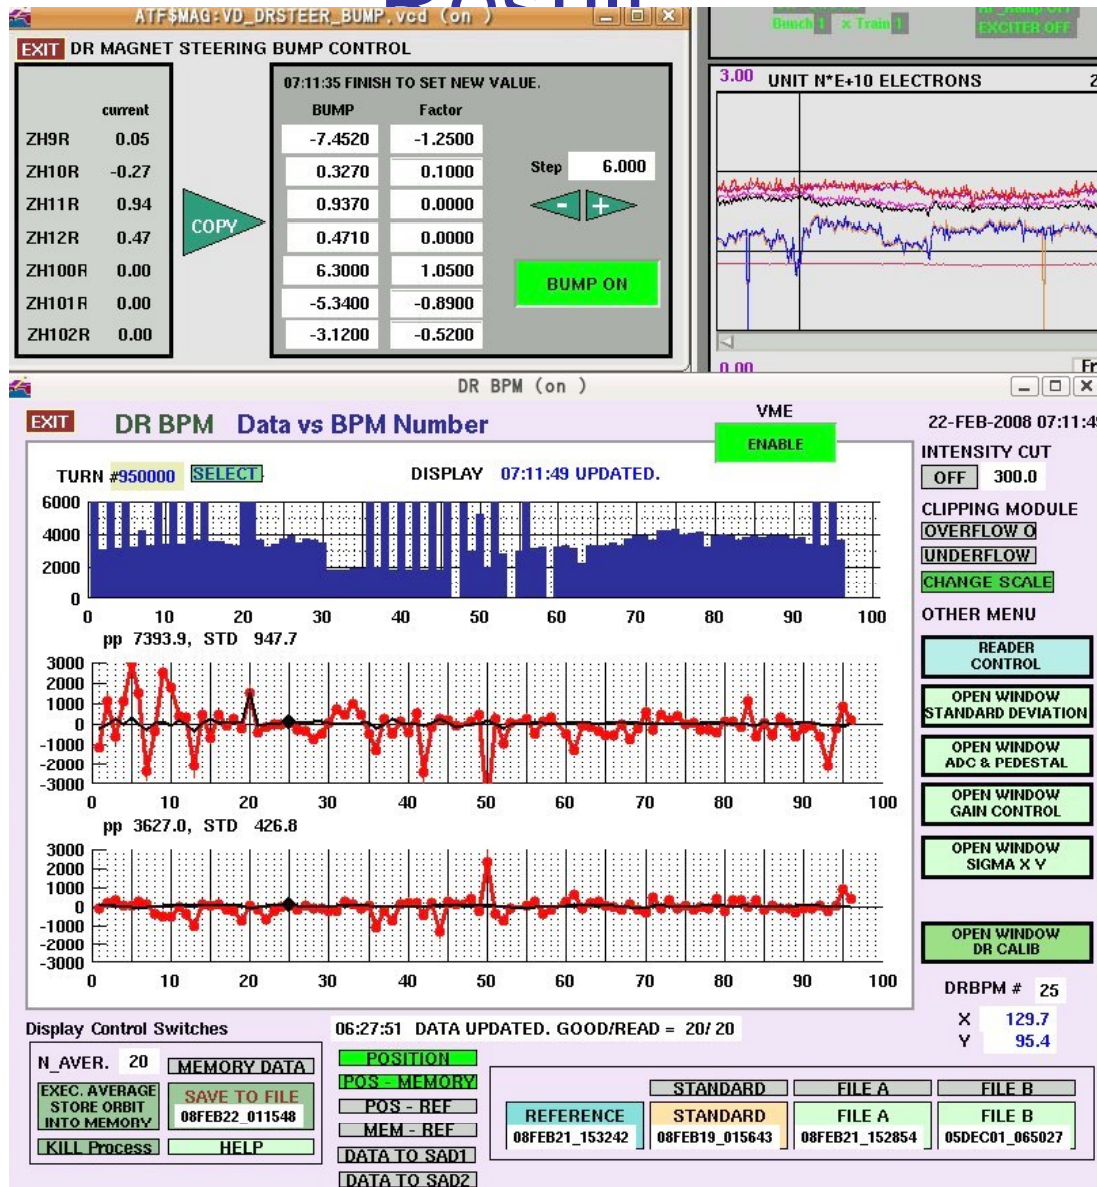 ATF$MAG:VD_DRSTEER_BUMP.vcd (on )
EXIT DR MAGNET STEERING BUMP CONTROL
07:11:35 FINISH TO SET NEW VALUE.
current BUMP Factor
ZH9R 0.05 -7.4520 -1.2500
ZH10R -0.27 0.3270 0.1000
ZH11R 0.94 0.9370 0.0000
ZH12R 0.47 0.4710 0.0000
ZH100R 0.00 6.3000 1.0500
ZH101R 0.00 -5.3400 -0.8900
ZH102R 0.00 -3.1200 -0.5200
COPY
Step 6.000
- +
BUMP ON
Bunch 1 x Train 1
EXCITER OFF
3.00 UNIT N*E+10 ELECTRONS 2
0.00 Fr
DR BPM (on )
EXIT DR BPM Data vs BPM Number
VME
ENABLE
22-FEB-2008 07:11:49
TURN #950000 SELECT DISPLAY 07:11:49 UPDATED.
6000
4000
2000
0
0 10 20 30 40 50 60 70 80 90 100
pp 7393.9, STD 947.7
3000
2000
1000
0
-1000
-2000
-3000
0 10 20 30 40 50 60 70 80 90 100
pp 3627.0, STD 426.8
3000
2000
1000
0
-1000
-2000
-3000
0 10 20 30 40 50 60 70 80 90 100
INTENSITY CUT
OFF 300.0
CLIPPING MODULE
OVERFLOW O
UNDERFLOW
CHANGE SCALE
OTHER MENU
READER
CONTROL
OPEN WINDOW
STANDARD DEVIATION
OPEN WINDOW
ADC & PEDESTAL
OPEN WINDOW
GAIN CONTROL
OPEN WINDOW
SIGMA X Y
OPEN WINDOW
DR CALIB
DRBPM # 25
X 129.7
Y 95.4
Display Control Switches
06:27:51 DATA UPDATED. GOOD/READ = 20/ 20
N_AVER. 20 MEMORY DATA
EXEC. AVERAGE
STORE ORBIT
INTO MEMORY
SAVE TO FILE
08FEB22_011548
KILL Process HELP
POSITION
POS - MEMORY
POS - REF
MEM - REF
DATA TO SAD1
DATA TO SAD2
STANDARD FILE A FILE B
REFERENCE STANDARD FILE A FILE B
08FEB21_153242 08FEB19_015643 08FEB21_152854 05DEC01_065027